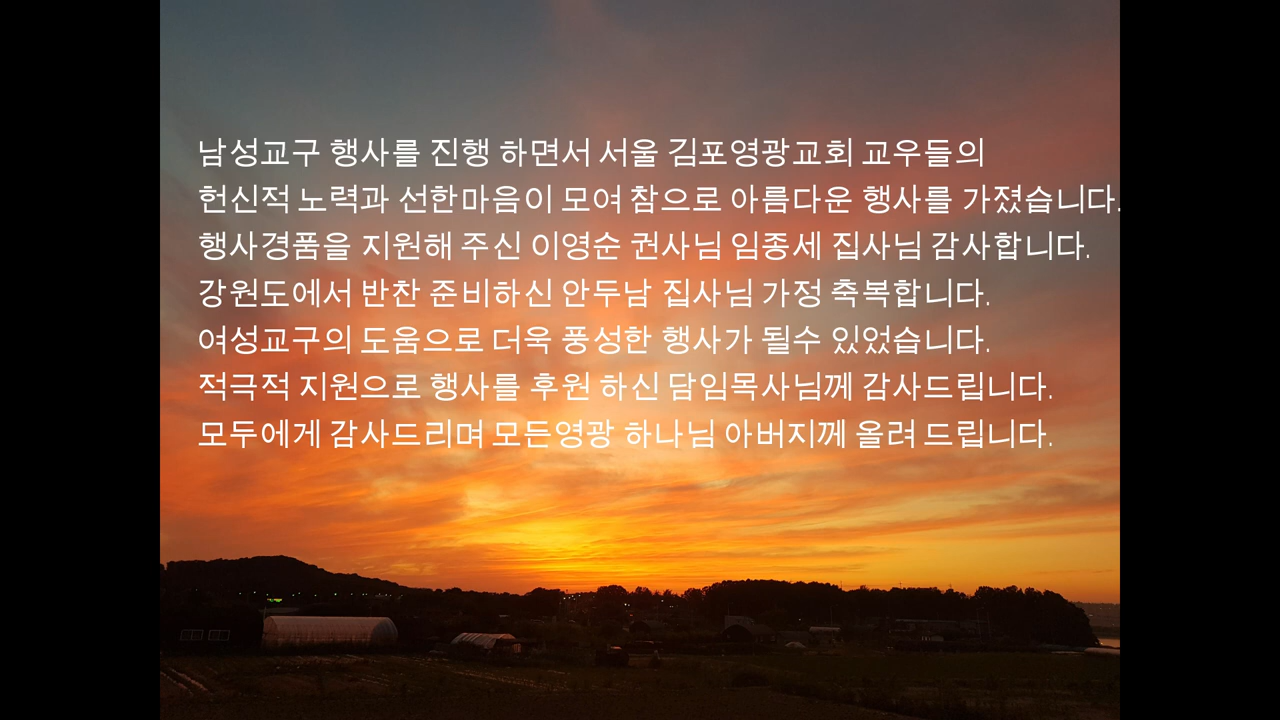 남성교구 행사를 진행 하면서 서울 김포영광교회 교우들의
헌신적 노력과 선한마음이 모여 참으로 아름다운 행사를 가졌습니다.
행사경품을 지원해 주신 이영순 권사님 임종세 집사님 감사합니다.
강원도에서 반찬 준비하신 안두남 집사님 가정 축복합니다.
여성교구의 도움으로 더욱 풍성한 행사가 될수 있었습니다.
적극적 지원으로 행사를 후원 하신 담임목사님께 감사드립니다.
모두에게 감사드리며 모든영광 하나님 아버지께 올려 드립니다.